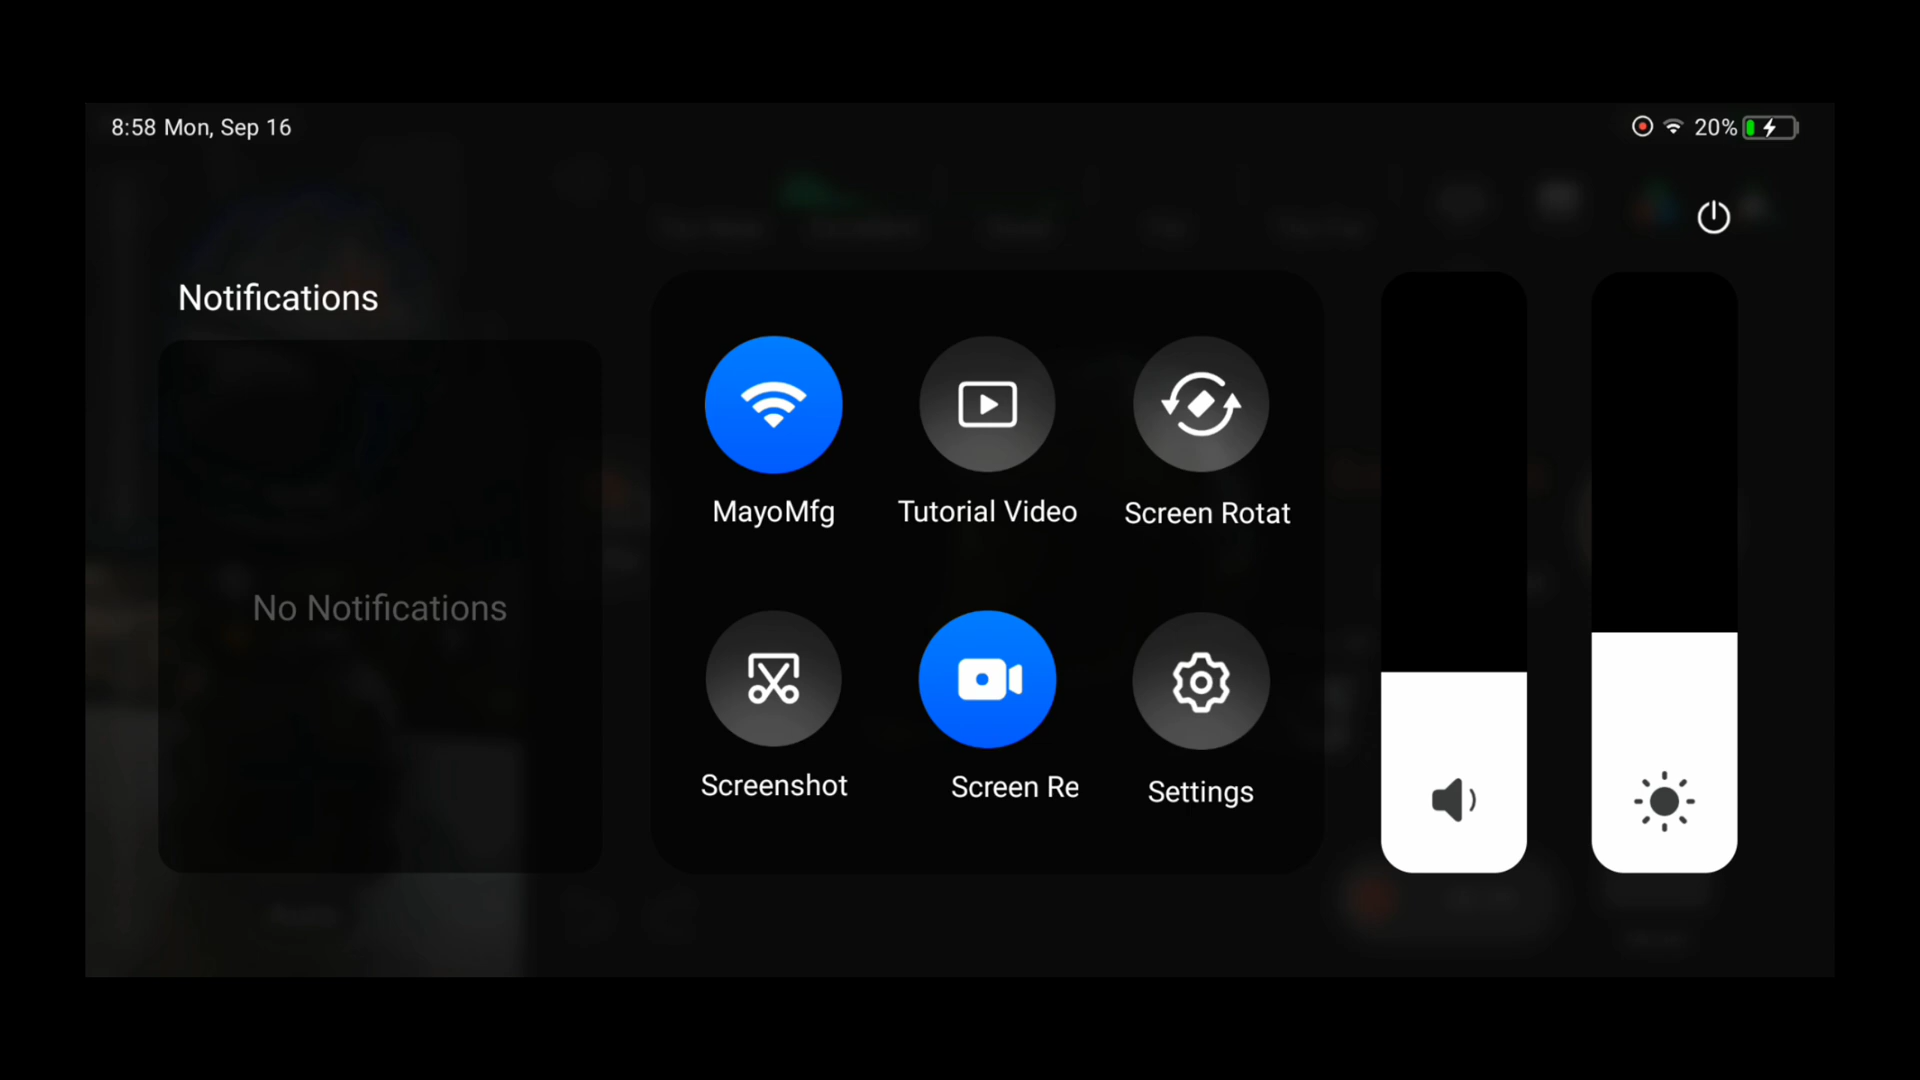 8:58 Mon, Sep 16
20%
Notifications
No Notifications
MayoMfg
Tutorial Video
Screen Rotat
Screenshot
Screen Re
Settings